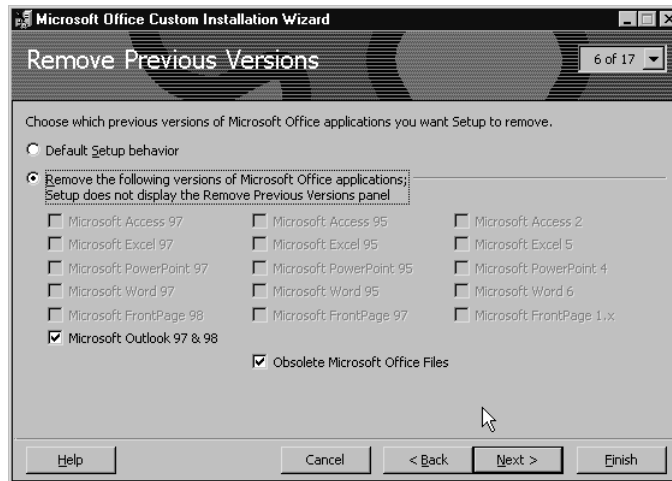 Microsoft Office Custom Installation Wizard
Remove Previous Versions
6 of 17
Choose which previous versions of Microsoft Office applications you want Setup to remove.
Default Setup behavior
Remove the following versions of Microsoft Office applications;
Setup does not display the Remove Previous Versions panel
Microsoft Access 97 Microsoft Access 95 Microsoft Access 2
Microsoft Excel 97 Microsoft Excel 95 Microsoft Excel 5
Microsoft PowerPoint 97 Microsoft PowerPoint 95 Microsoft PowerPoint 4
Microsoft Word 97 Microsoft Word 95 Microsoft Word 6
Microsoft FrontPage 98 Microsoft FrontPage 97 Microsoft FrontPage 1.x
Microsoft Outlook 97 & 98
Obsolete Microsoft Office Files
Help Cancel < Back Next > Finish